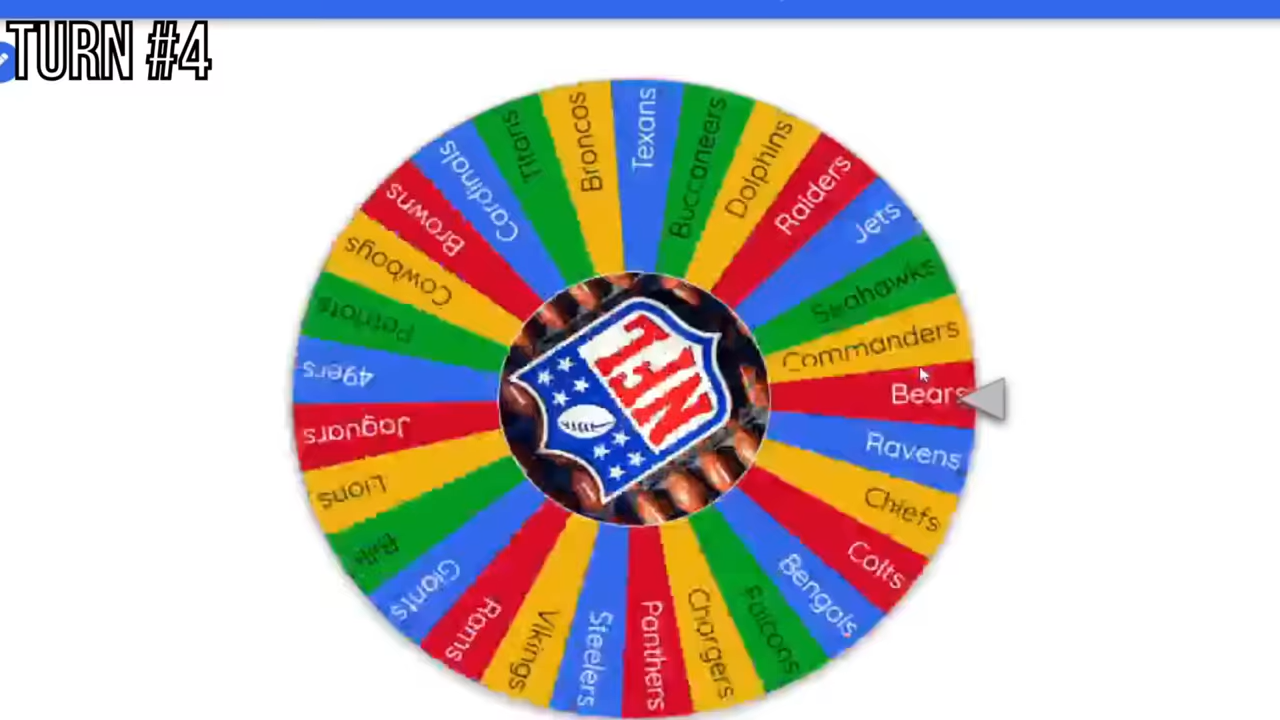 TURN #4
Texans
Buccaneers
Dolphins
Raiders
Jets
Seahawks
Commanders
Bears
Ravens
Chiefs
Colts
Bengals
Falcons
Chargers
Panthers
Steelers
Vikings
Rams
Giants
Bills
Lions
Jaguars
49ers
Patriots
Cowboys
Browns
Cardinals
Titans
Broncos
NFL